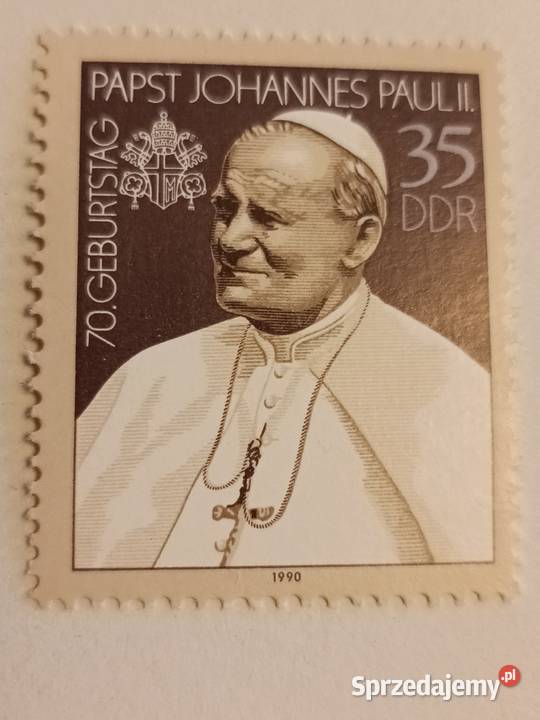 PAPST JOHANNES PAUL II.
70. GEBURTSTAG
35
DDR
M
1990
Sprzedajemy.pl